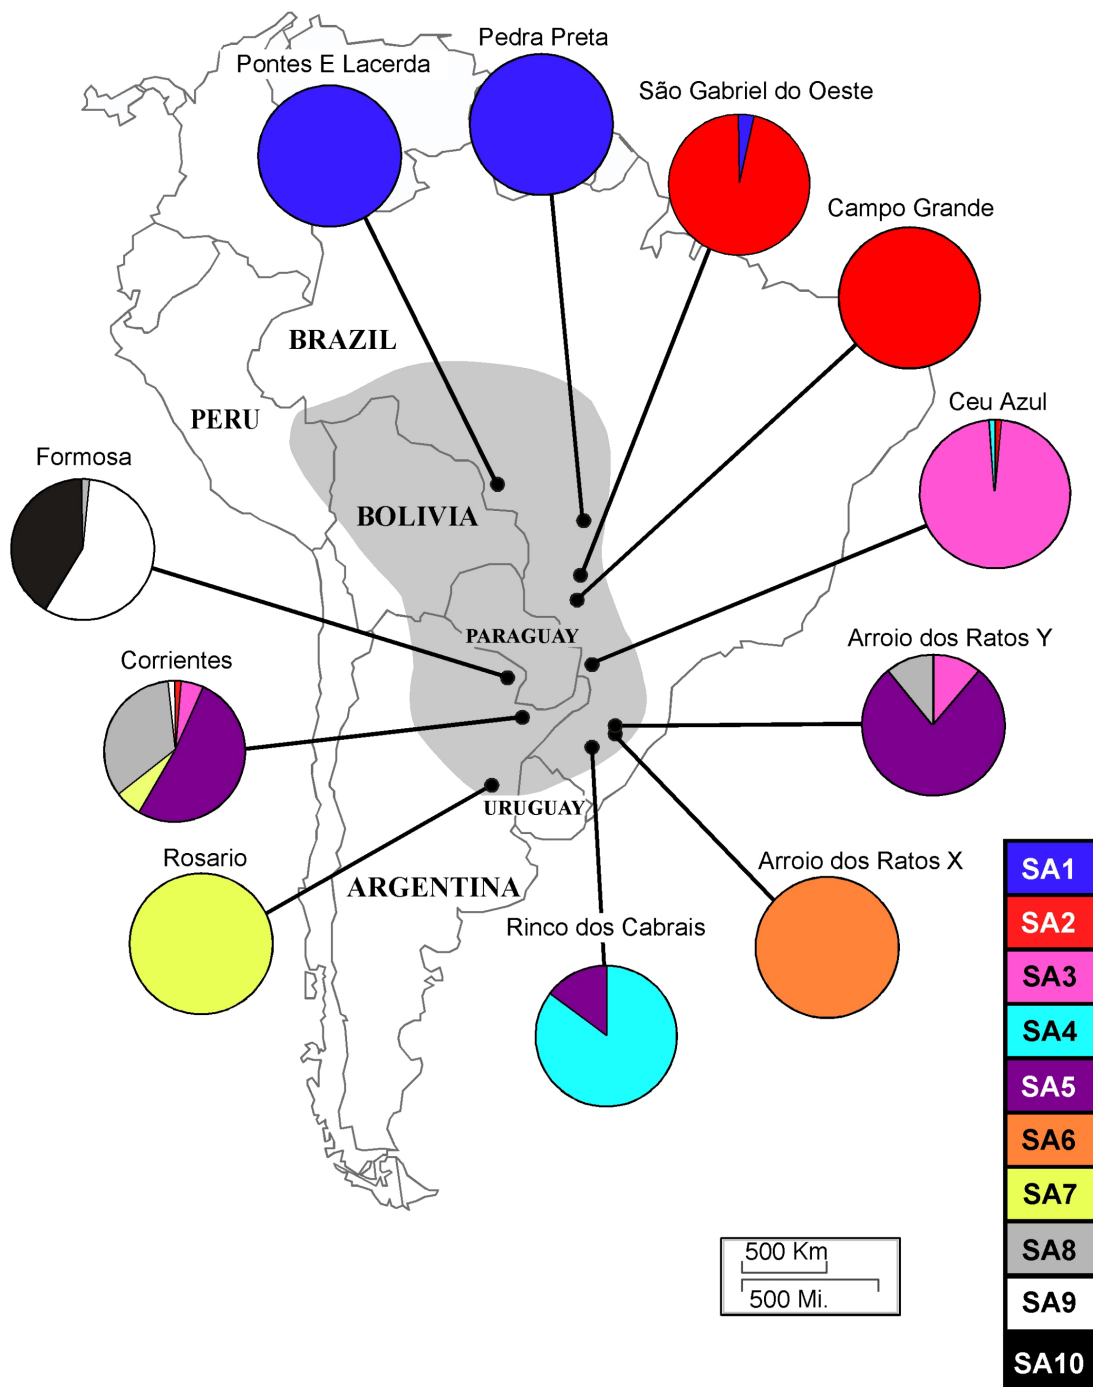 Pedra Preta
Pontes E Lacerda
São Gabriel do Oeste
Campo Grande
BRAZIL
Ceu Azul
PERU
Formosa
BOLIVIA
PARAGUAY
Arroio dos Ratos Y
Corrientes
URUGUAY
Rosario
Arroio dos Ratos X
ARGENTINA
Rinco dos Cabrais
SA1
SA2
SA3
SA4
SA5
SA6
SA7
SA8
SA9
SA10
500 Km
500 Mi.